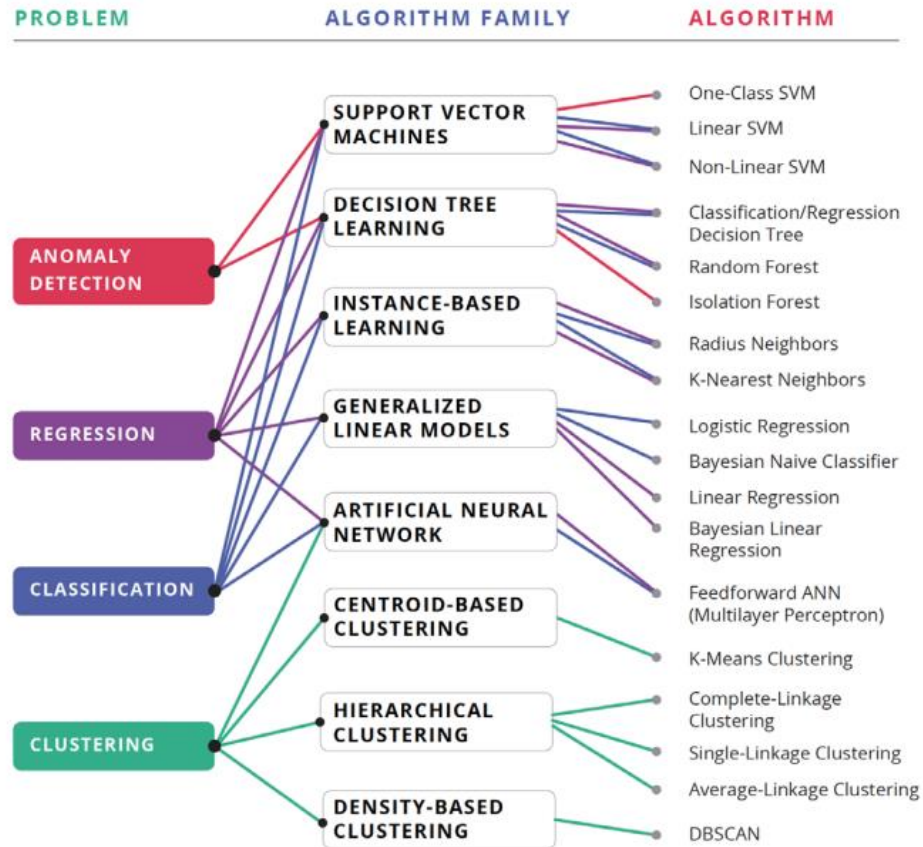 PROBLEM
ALGORITHM FAMILY
ALGORITHM
ANOMALY
DETECTION
REGRESSION
CLASSIFICATION
CLUSTERING
SUPPORT VECTOR
MACHINES
DECISION TREE
LEARNING
INSTANCE-BASED
LEARNING
GENERALIZED
LINEAR MODELS
ARTIFICIAL NEURAL
NETWORK
CENTROID-BASED
CLUSTERING
HIERARCHICAL
CLUSTERING
DENSITY-BASED
CLUSTERING
One-Class SVM
Linear SVM
Non-Linear SVM
Classification/Regression
Decision Tree
Random Forest
Isolation Forest
Radius Neighbors
K-Nearest Neighbors
Logistic Regression
Bayesian Naive Classifier
Linear Regression
Bayesian Linear
Regression
Feedforward ANN
(Multilayer Perceptron)
K-Means Clustering
Complete-Linkage
Clustering
Single-Linkage Clustering
Average-Linkage Clustering
DBSCAN